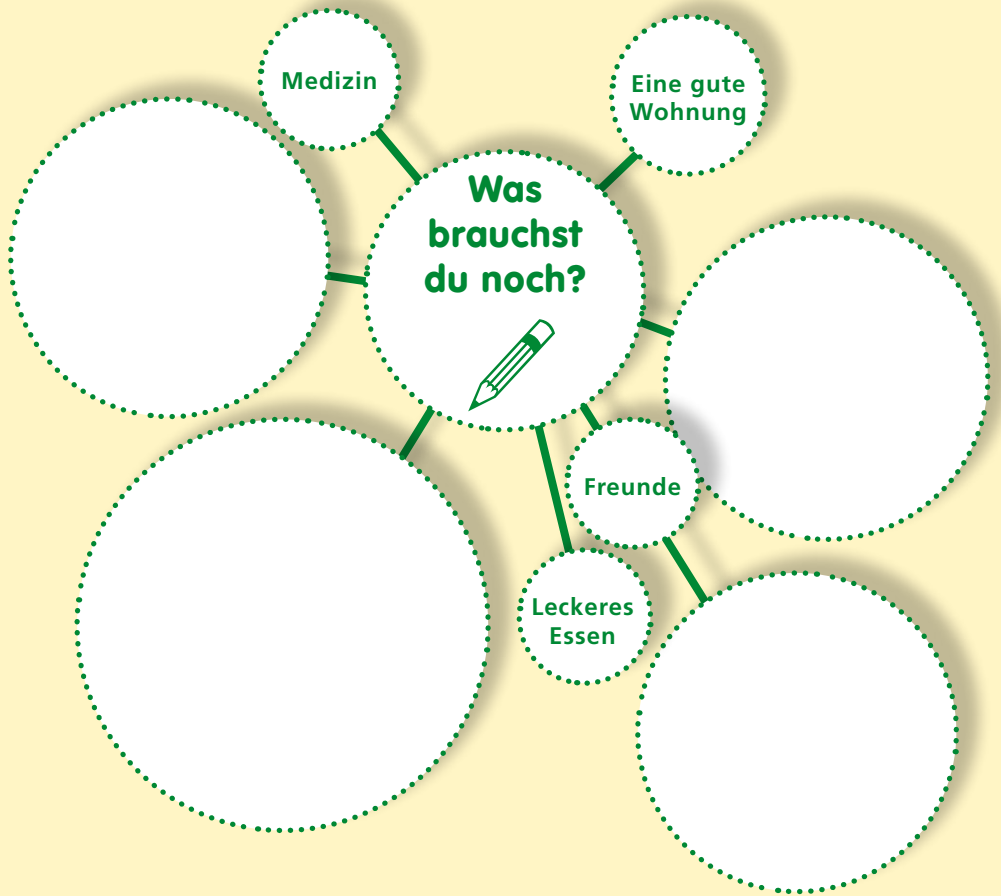 Medizin
Eine gute
Wohnung
Was
brauchst
du noch?
Freunde
Leckeres
Essen